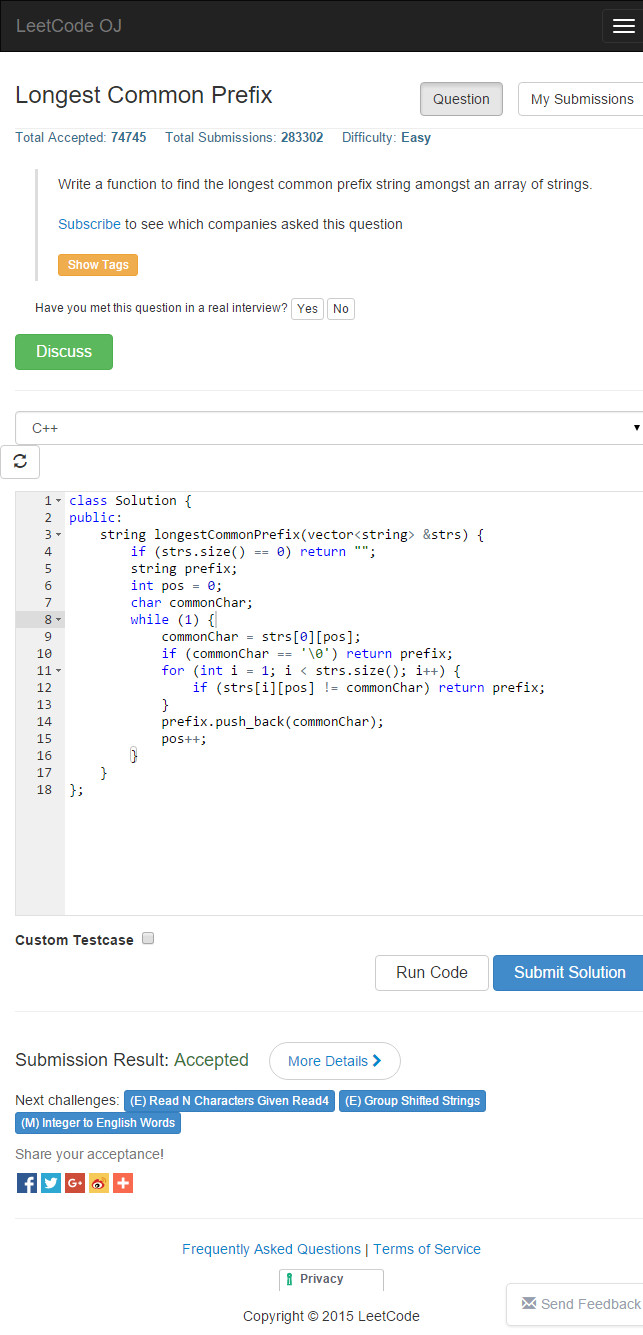 LeetCode OJ
Longest Common Prefix
Question
My Submissions
Total Accepted: 74745 Total Submissions: 283302 Difficulty: Easy
Write a function to find the longest common prefix string amongst an array of strings.
Subscribe to see which companies asked this question
Show Tags
Have you met this question in a real interview? Yes No
Discuss
C++
1 class Solution {
2 public:
3     string longestCommonPrefix(vector<string> &strs) {
4         if (strs.size() == 0) return "";
5         string prefix;
6         int pos = 0;
7         char commonChar;
8         while (1) {
9             commonChar = strs[0][pos];
10             if (commonChar == '\0') return prefix;
11             for (int i = 1; i < strs.size(); i++) {
12                 if (strs[i][pos] != commonChar) return prefix;
13             }
14             prefix.push_back(commonChar);
15             pos++;
16         }
17     }
18 };
Custom Testcase
Run Code
Submit Solution
Submission Result: Accepted
More Details
Next challenges: (E) Read N Characters Given Read4 (E) Group Shifted Strings
(M) Integer to English Words
Share your acceptance!
Frequently Asked Questions | Terms of Service
Privacy
Send Feedback
Copyright © 2015 LeetCode